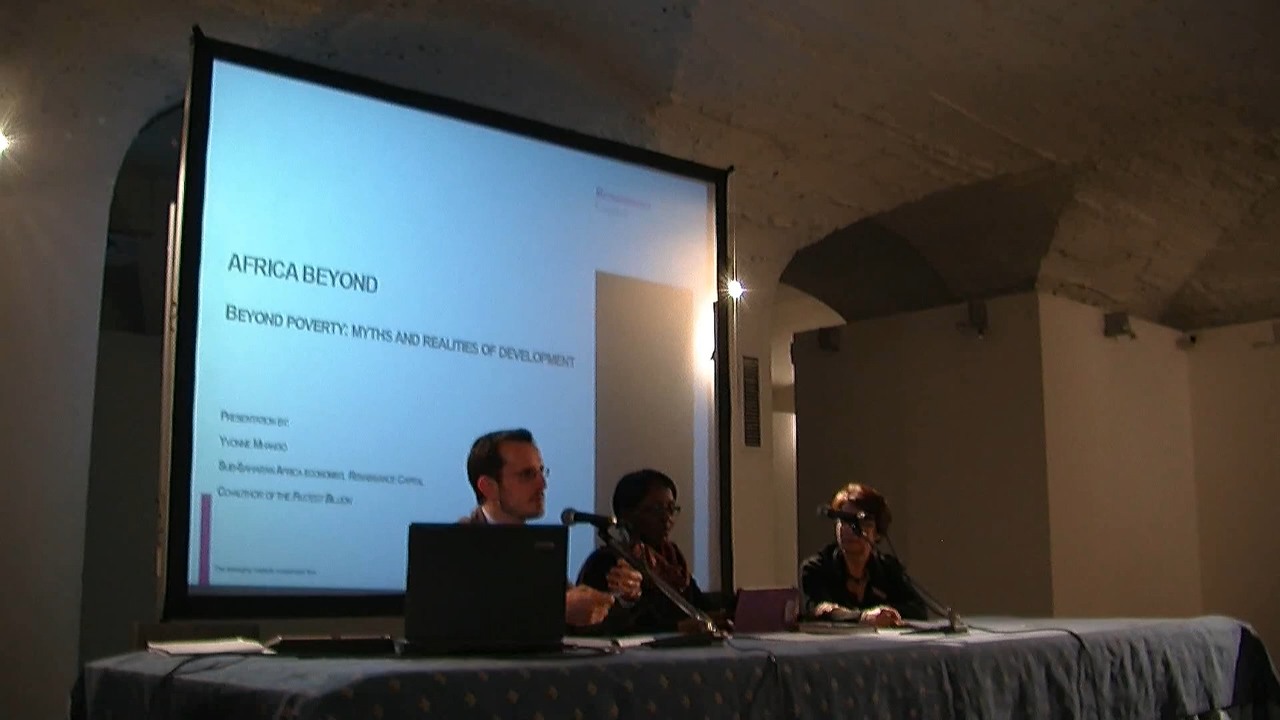 AFRICA BEYOND
BEYOND POVERTY: MYTHS AND REALITIES OF DEVELOPMENT
PRESENTATION BY:
YVONNE MHANGO
SUB-SAHARAN AFRICA ECONOMIST, RENAISSANCE CAPITAL
CO-AUTHOR OF THE FASTEST BILLION